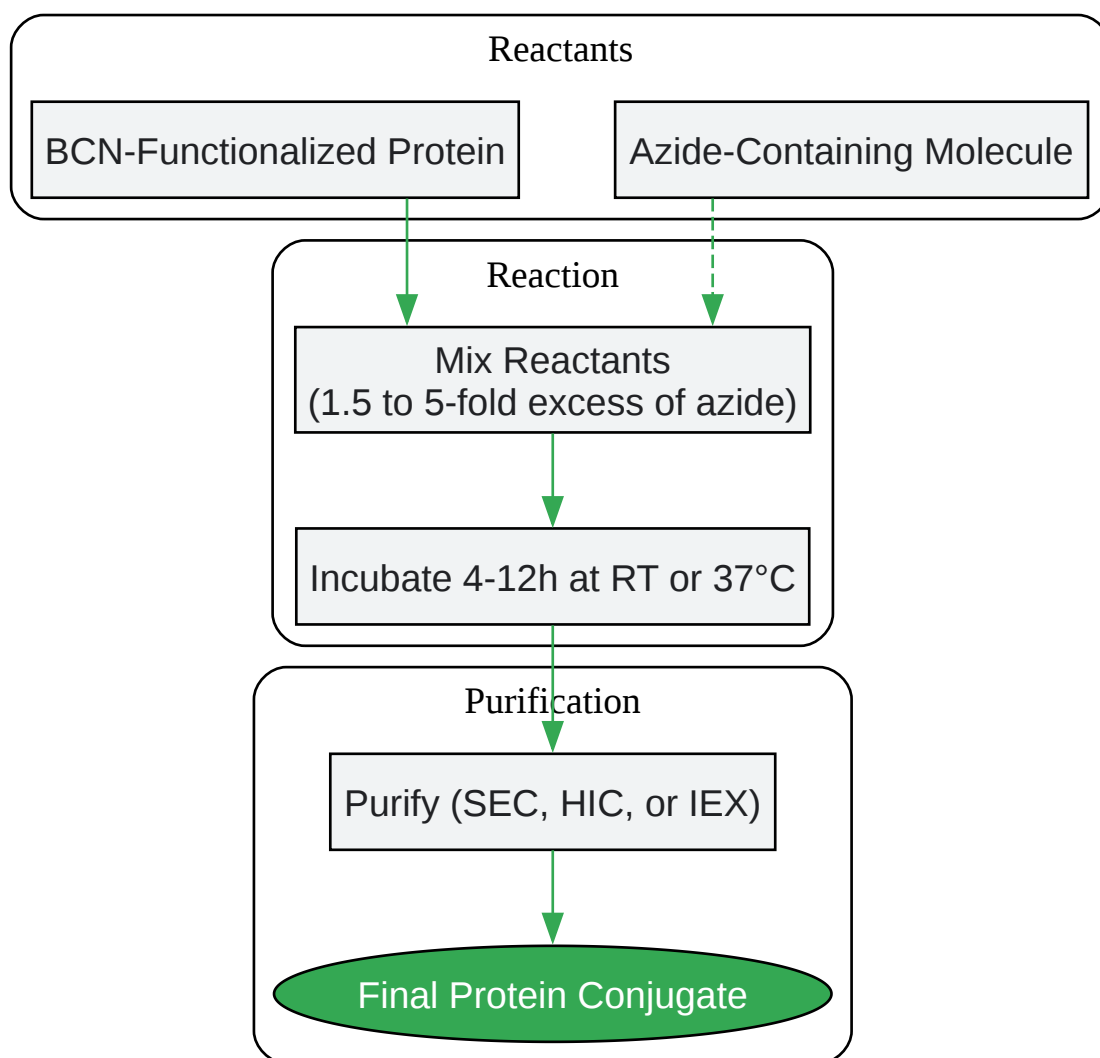 Reactants
BCN-Functionalized Protein
Azide-Containing Molecule
Reaction
Mix Reactants
(1.5 to 5-fold excess of azide)
Incubate 4-12h at RT or 37°C
Purification
Purify (SEC, HIC, or IEX)
Final Protein Conjugate